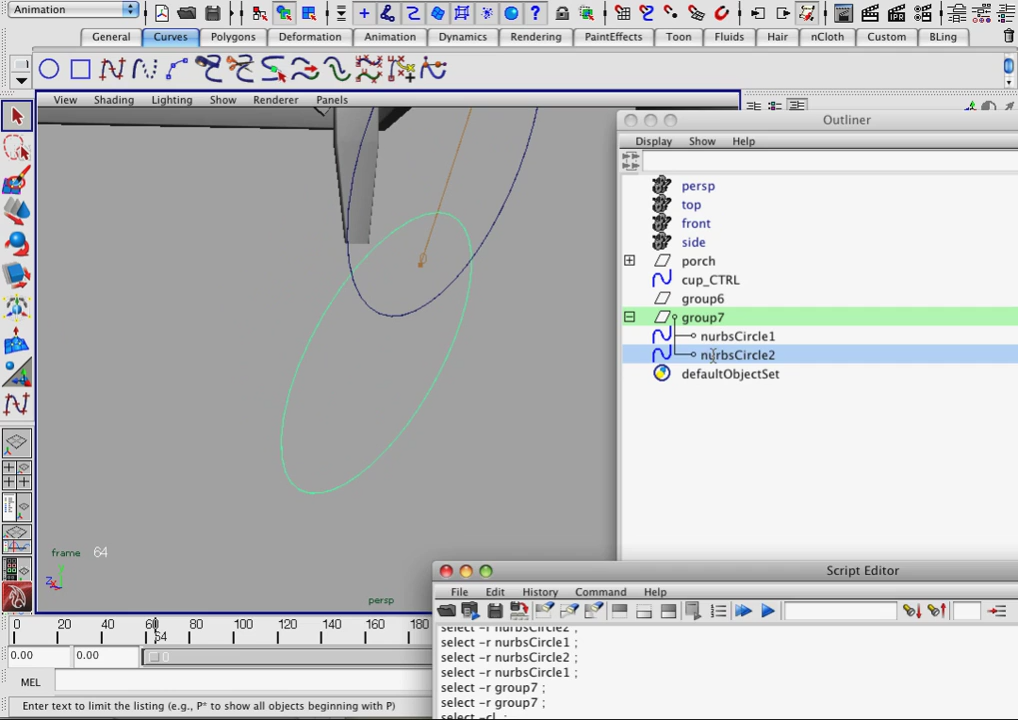 Animation
General Curves Polygons Deformation Animation Dynamics Rendering PaintEffects Toon Fluids Hair nCloth Custom BLing
View Shading Lighting Show Renderer Panels
Outliner
Display Show Help
persp
top
front
side
porch
cup_CTRL
group6
group7
nurbsCircle1
nurbsCircle2
defaultObjectSet
frame 64
z
persp
Script Editor
File Edit History Command Help
0 20 40 60 80 100 120 140 160 180
64
0.00 0.00
MEL
Enter text to limit the listing (e.g., P* to show all objects beginning with P)
select -r nurbsCircle2 ;
select -r nurbsCircle1 ;
select -r nurbsCircle2 ;
select -r nurbsCircle1 ;
select -r group7 ;
select -r group7 ;
select -cl ;